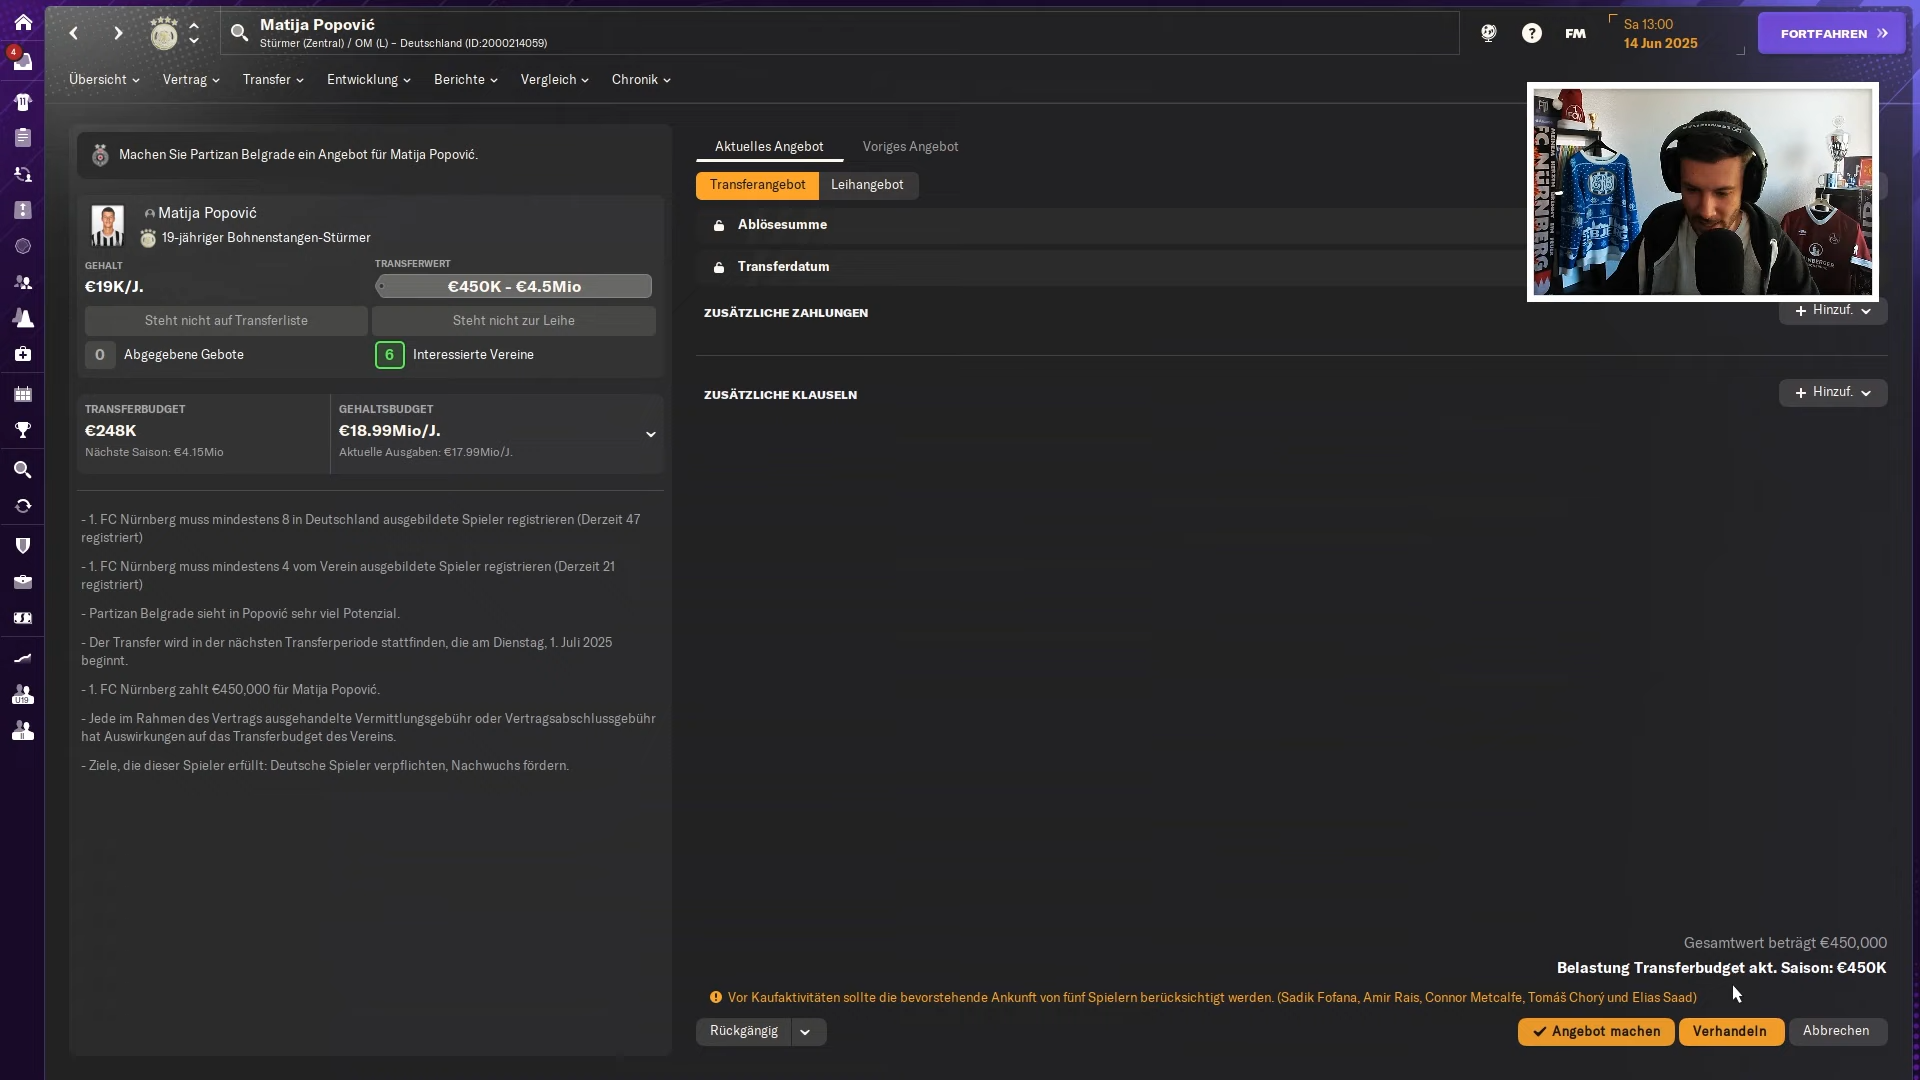 Matija Popović
Stürmer (Zentral) / OM (L) – Deutschland (ID:2000214059)
FM
Sa 13:00
14 Jun 2025
FORTFAHREN
4
Übersicht
Vertrag
Transfer
Entwicklung
Berichte
Vergleich
Chronik
Machen Sie Partizan Belgrade ein Angebot für Matija Popović.
Matija Popović
19-jähriger Bohnenstangen-Stürmer
GEHALT
€19K/J.
TRANSFERWERT
€450K - €4.5Mio
Steht nicht auf Transferliste
Steht nicht zur Leihe
0 Abgegebene Gebote
6 Interessierte Vereine
TRANSFERBUDGET
€248K
Nächste Saison: €4.15Mio
GEHALTSBUDGET
€18.99Mio/J.
Aktuelle Ausgaben: €17.99Mio/J.
- 1. FC Nürnberg muss mindestens 8 in Deutschland ausgebildete Spieler registrieren (Derzeit 47
registriert)
- 1. FC Nürnberg muss mindestens 4 vom Verein ausgebildete Spieler registrieren (Derzeit 21
registriert)
- Partizan Belgrade sieht in Popović sehr viel Potenzial.
- Der Transfer wird in der nächsten Transferperiode stattfinden, die am Dienstag, 1. Juli 2025
beginnt.
- 1. FC Nürnberg zahlt €450,000 für Matija Popović.
- Jede im Rahmen des Vertrags ausgehandelte Vermittlungsgebühr oder Vertragsabschlussgebühr
hat Auswirkungen auf das Transferbudget des Vereins.
- Ziele, die dieser Spieler erfüllt: Deutsche Spieler verpflichten, Nachwuchs fördern.
Aktuelles Angebot
Voriges Angebot
Transferangebot
Leihangebot
Ablösesumme
Transferdatum
ZUSÄTZLICHE ZAHLUNGEN
+ Hinzuf.
ZUSÄTZLICHE KLAUSELN
+ Hinzuf.
FC NÜRNBERG
Gesamtwert beträgt €450,000
Belastung Transferbudget akt. Saison: €450K
Vor Kaufaktivitäten sollte die bevorstehende Ankunft von fünf Spielern berücksichtigt werden. (Sadik Fofana, Amir Rais, Connor Metcalfe, Tomáš Chorý und Elias Saad)
Rückgängig
Angebot machen
Verhandeln
Abbrechen
11
U19
II